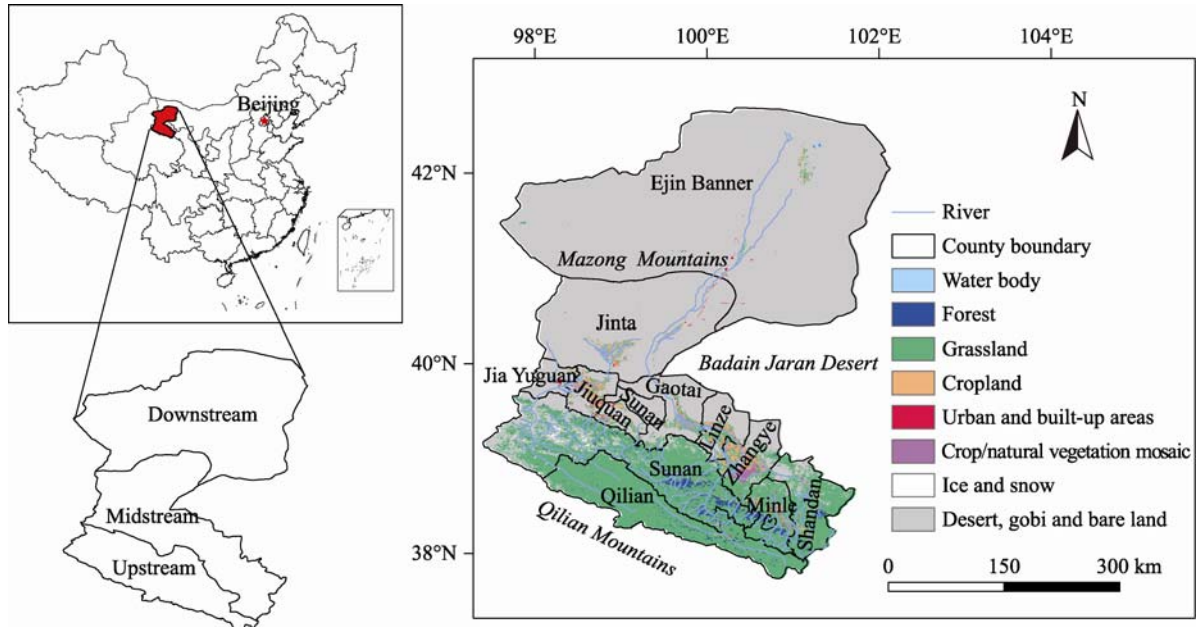 Beijing
Downstream
Midstream
Upstream
98°E
100°E
102°E
104°E
42°N
40°N
38°N
N
Ejin Banner
Mazong Mountains
Jinta
Badain Jaran Desert
Jia Yuguan
Jiuquan
Sunan
Gaotai
Linze
Zhangye
Sunan
Qilian
Minle
Shandan
Qilian Mountains
River
County boundary
Water body
Forest
Grassland
Cropland
Urban and built-up areas
Crop/natural vegetation mosaic
Ice and snow
Desert, gobi and bare land
0 150 300 km